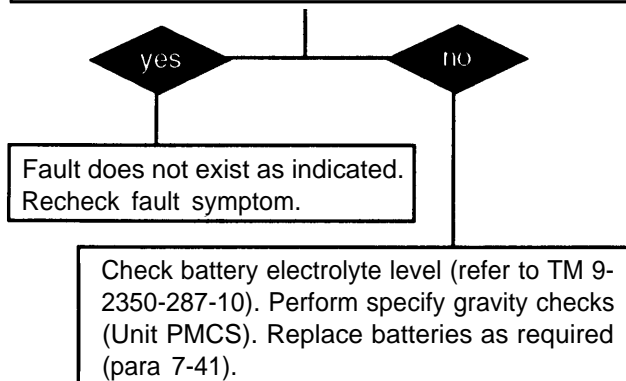 yes
no
Fault does not exist as indicated.
Recheck fault symptom.
Check battery electrolyte level (refer to TM 9-
2350-287-10). Perform specify gravity checks
(Unit PMCS). Replace batteries as required
(para 7-41).